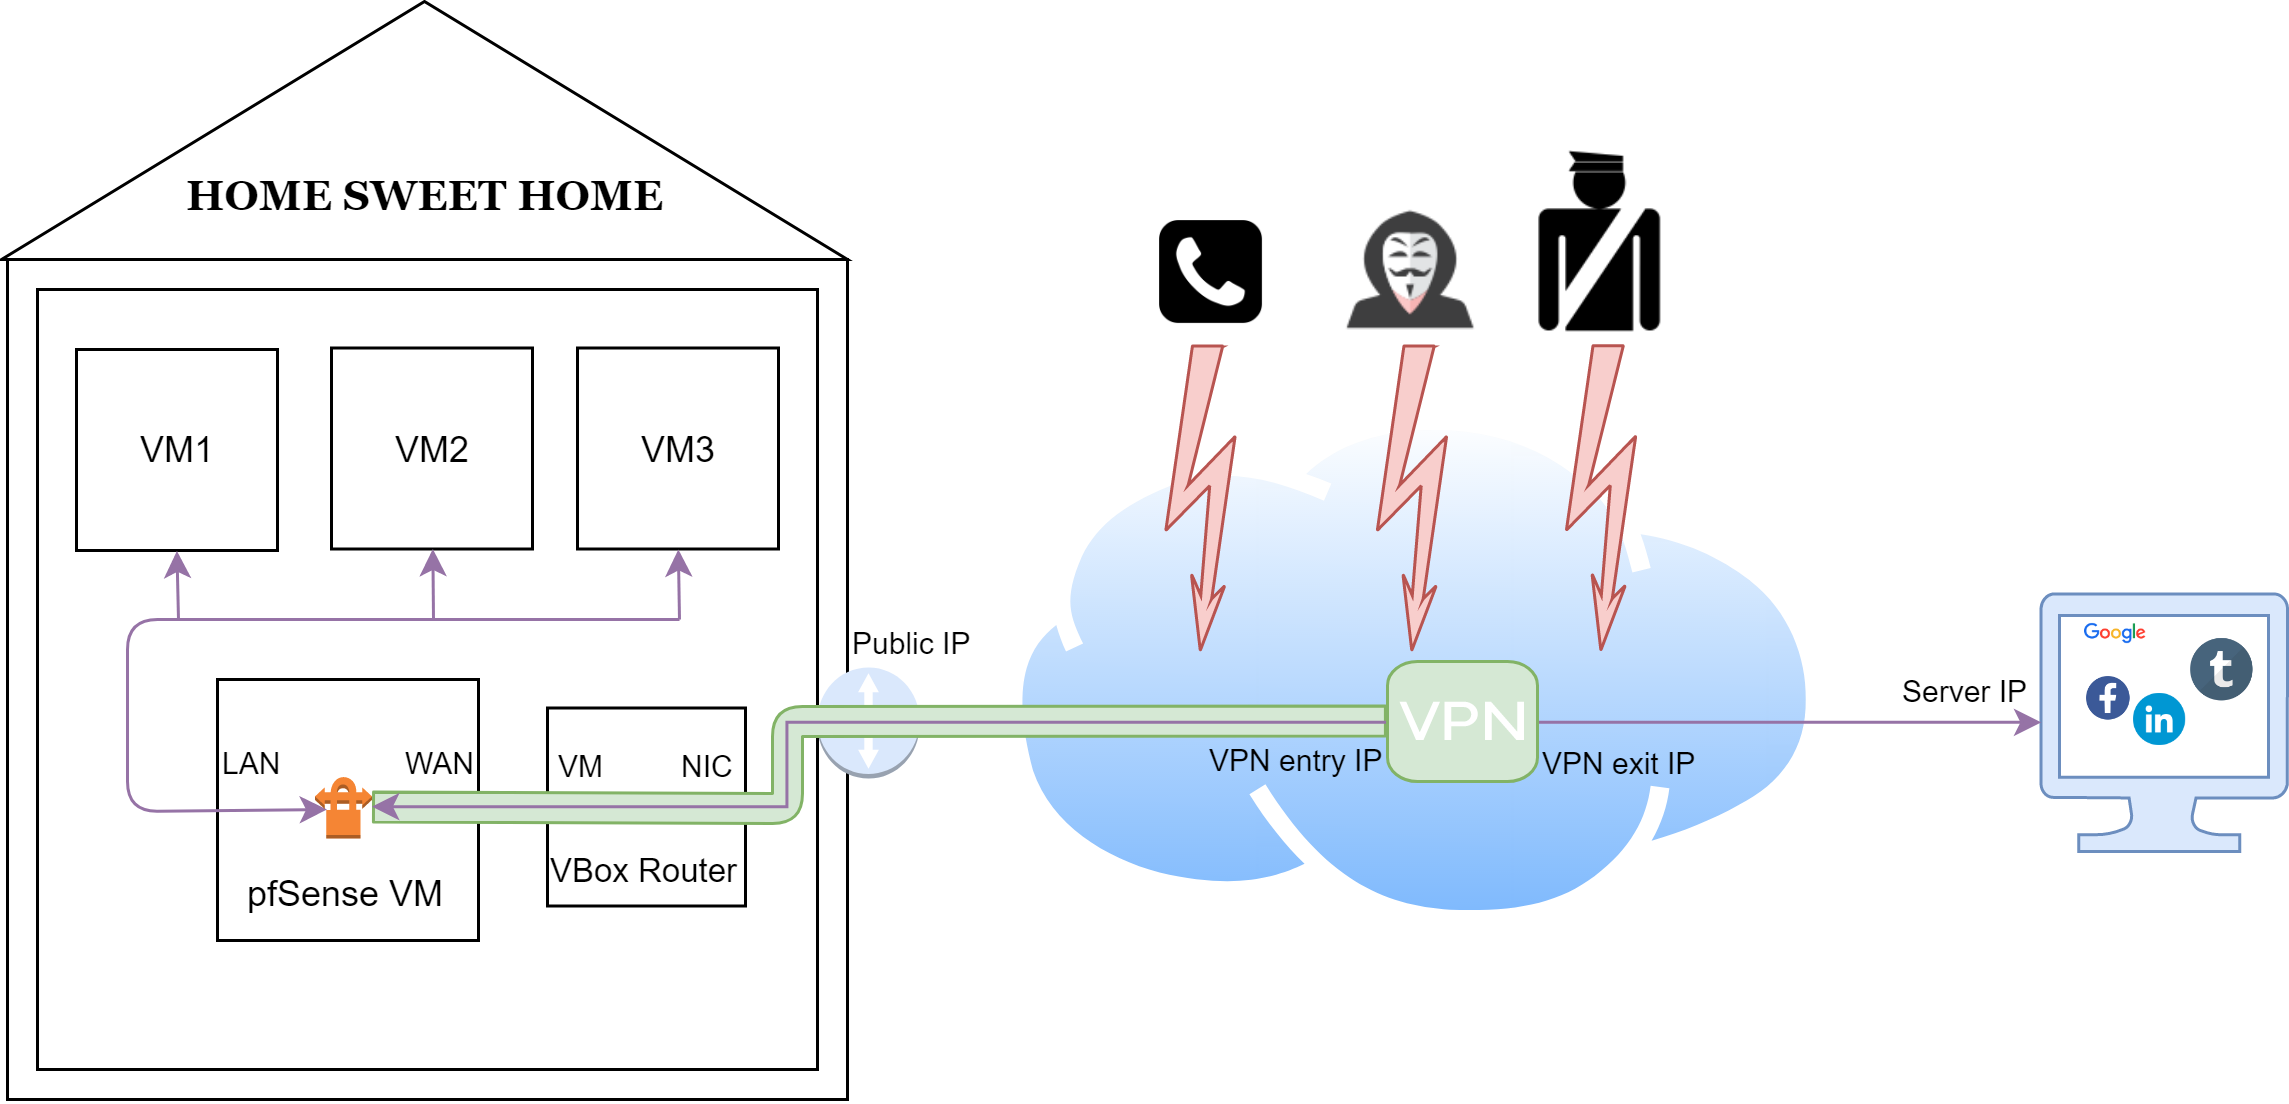 HOME SWEET HOME
VM1
VM2
VM3
Public IP
LAN
WAN
pfSense VM
VM
NIC
VBox Router
VPN
VPN entry IP
VPN exit IP
Server IP
Google
f
in
t